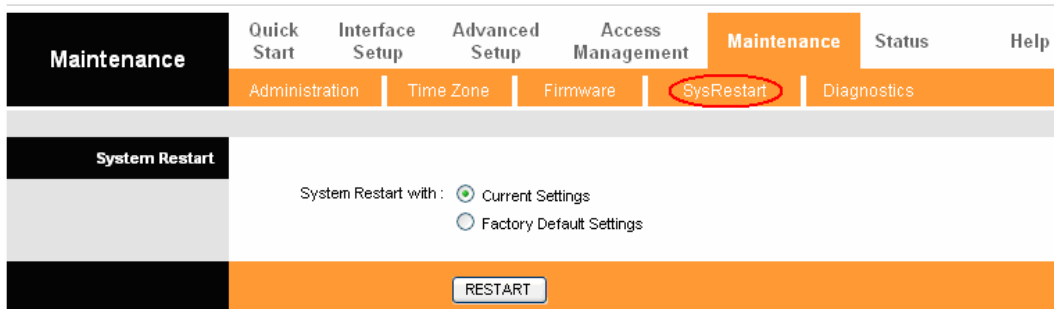 Maintenance
Quick Start
Interface Setup
Advanced Setup
Access Management
Maintenance
Status
Help
Administration
Time Zone
Firmware
SysRestart
Diagnostics
System Restart
System Restart with :
Current Settings
Factory Default Settings
RESTART